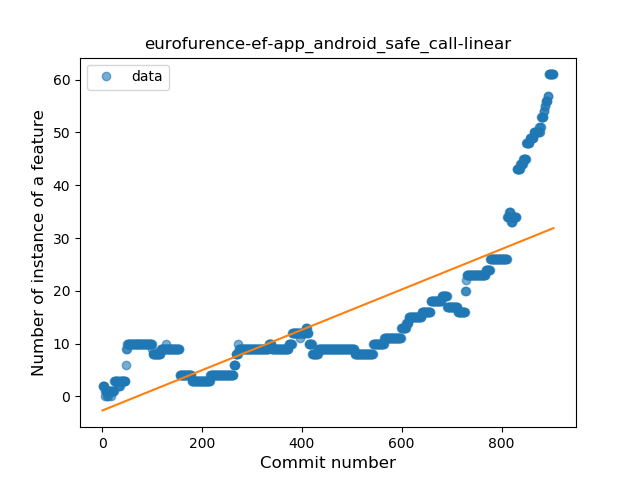 eurofurence-ef-app_android_safe_call-linear
data
Number of instance of a feature
60
50
40
30
20
10
0
0 200 400 600 800
Commit number